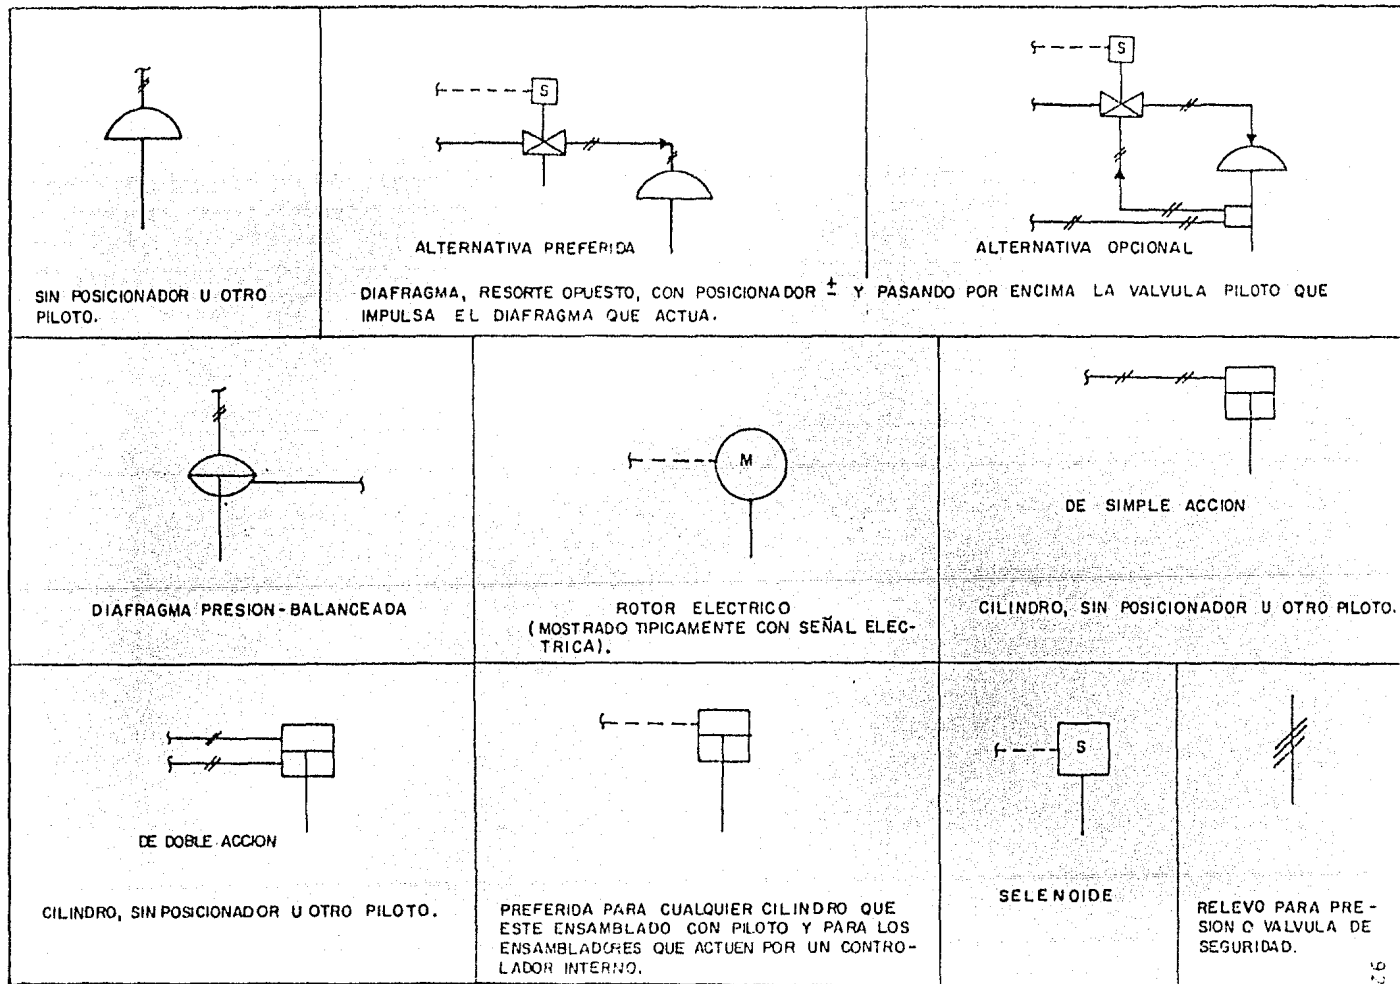 SIN POSICIONADOR U OTRO
PILOTO.
S
ALTERNATIVA PREFERIDA
S
ALTERNATIVA OPCIONAL
DIAFRAGMA, RESORTE OPUESTO, CON POSICIONADOR ± Y PASANDO POR ENCIMA LA VALVULA PILOTO QUE
IMPULSA EL DIAFRAGMA QUE ACTUA.
DIAFRAGMA PRESION-BALANCEADA
M
ROTOR ELECTRICO
(MOSTRADO TIPICAMENTE CON SEÑAL ELEC-
TRICA).
DE SIMPLE ACCION
CILINDRO, SIN POSICIONADOR U OTRO PILOTO.
DE DOBLE ACCION
CILINDRO, SIN POSICIONADOR U OTRO PILOTO.
PREFERIDA PARA CUALQUIER CILINDRO QUE
ESTE ENSAMBLADO CON PILOTO Y PARA LOS
ENSAMBLADORES QUE ACTUEN POR UN CONTRO-
LADOR INTERNO.
S
SELENOIDE
RELEVO PARA PRE-
SION O VALVULA DE
SEGURIDAD.